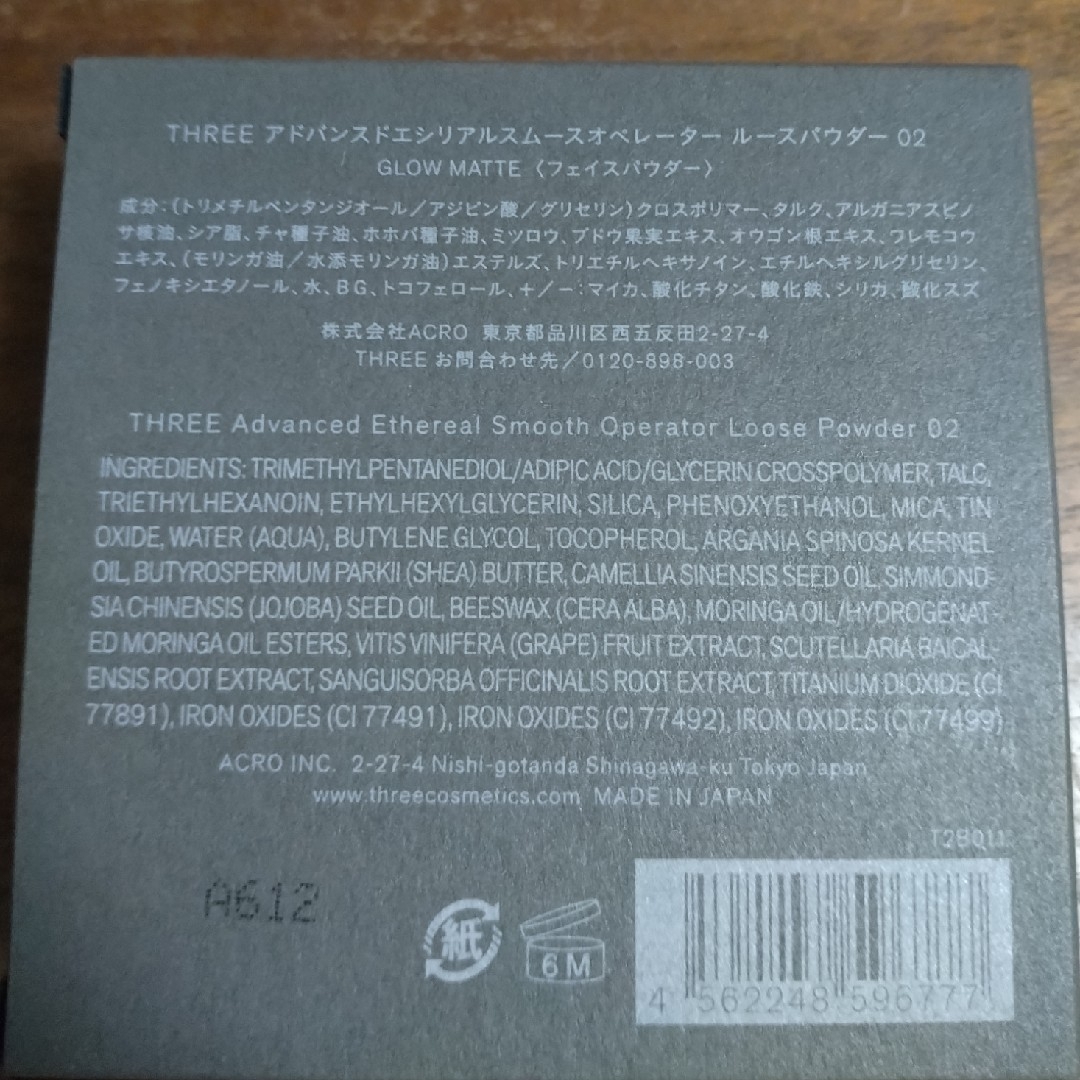 THREE アドバンスドエシリアルスムースオペレーター ルースパウダー 02
GLOW MATTE 〈フェイスパウダー〉
成分:(トリメチルペンタンジオール/アジピン酸/グリセリン)クロスポリマー、タルク、アルガニアスピノ
サ核油、シア脂、チャ種子油、ホホバ種子油、ミツロウ、ブドウ果実エキス、オウゴン根エキス、ワレモコウ
エキス、(モリンガ油/水添モリンガ油)エステルズ、トリエチルヘキサノイン、エチルヘキシルグリセリン、
フェノキシエタノール、水、BG、トコフェロール、+/-:マイカ、酸化チタン、酸化鉄、シリカ、酸化スズ
株式会社ACRO 東京都品川区西五反田2-27-4
THREE お問合わせ先/0120-898-003
THREE Advanced Ethereal Smooth Operator Loose Powder 02
INGREDIENTS: TRIMETHYLPENTANEDIOL/ADIPIC ACID/GLYCERIN CROSSPOLYMER, TALC,
TRIETHYLHEXANOIN, ETHYLHEXYLGLYCERIN, SILICA, PHENOXYETHANOL, MICA, TIN
OXIDE, WATER (AQUA), BUTYLENE GLYCOL, TOCOPHEROL, ARGANIA SPINOSA KERNEL
OIL, BUTYROSPERMUM PARKII (SHEA) BUTTER, CAMELLIA SINENSIS SEED OIL, SIMMOND-
SIA CHINENSIS (JOJOBA) SEED OIL, BEESWAX (CERA ALBA), MORINGA OIL/HYDROGENAT-
ED MORINGA OIL ESTERS, VITIS VINIFERA (GRAPE) FRUIT EXTRACT, SCUTELLARIA BAICAL-
ENSIS ROOT EXTRACT, SANGUISORBA OFFICINALIS ROOT EXTRACT, TITANIUM DIOXIDE (CI
77891), IRON OXIDES (CI 77491), IRON OXIDES (CI 77492), IRON OXIDES (CI 77499)
ACRO INC. 2-27-4 Nishi-gotanda Shinagawa-ku Tokyo Japan
www.threecosmetics.com MADE IN JAPAN
T2BQ11
A612
紙
6M
4 562248 596777